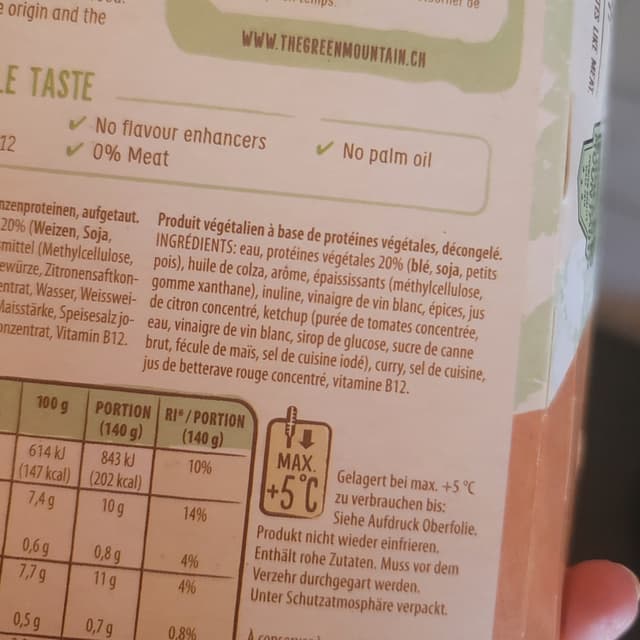 e origin and the
WWW.THEGREENMOUNTAIN.CH
LE TASTE
✓ No flavour enhancers
✓ No palm oil
12
✓ 0% Meat
nzenproteinen, aufgetaut.
20% (Weizen, Soja,
mittel (Methylcellulose,
ewürze, Zitronensaftkon-
entrat, Wasser, Weisswei-
Maisstärke, Speisesalz jo-
onzentrat, Vitamin B12.
Produit végétalien à base de protéines végétales, décongelé.
INGRÉDIENTS: eau, protéines végétales 20% (blé, soja, petits
pois), huile de colza, arôme, épaississants (méthylcellulose,
gomme xanthane), inuline, vinaigre de vin blanc, épices, jus
de citron concentré, ketchup (purée de tomates concentrée,
eau, vinaigre de vin blanc, sirop de glucose, sucre de canne
brut, fécule de maïs, sel de cuisine iodé), curry, sel de cuisine,
jus de betterave rouge concentré, vitamine B12.
100 g PORTION (140 g) RI*/PORTION (140 g)
614 kJ 843 kJ 10%
(147 kcal) (202 kcal)
7,4 g 10 g 14%
0,6 g 0,8 g 4%
7,7 g 11 g 4%
0,5 g 0,7 g 0,8%
MAX.
+5°C
Gelagert bei max. +5 °C
zu verbrauchen bis:
Siehe Aufdruck Oberfolie.
Produkt nicht wieder einfrieren.
Enthält rohe Zutaten. Muss vor dem
Verzehr durchgegart werden.
Unter Schutzatmosphäre verpackt.
LIKE MEAT